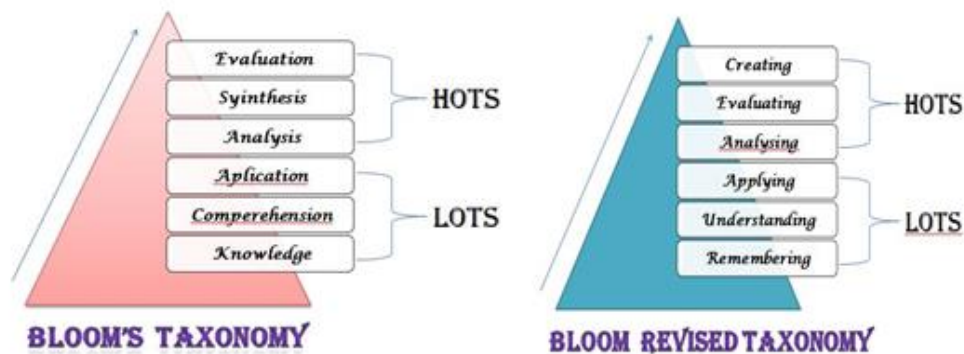 Evaluation
Syinthesis
Analysis
HOTS
Aplication
Comperehension
Knowledge
LOTS
BLOOM'S TAXONOMY
Creating
Evaluating
Analysing
HOTS
Applying
Understanding
Remembering
LOTS
BLOOM REVISED TAXONOMY